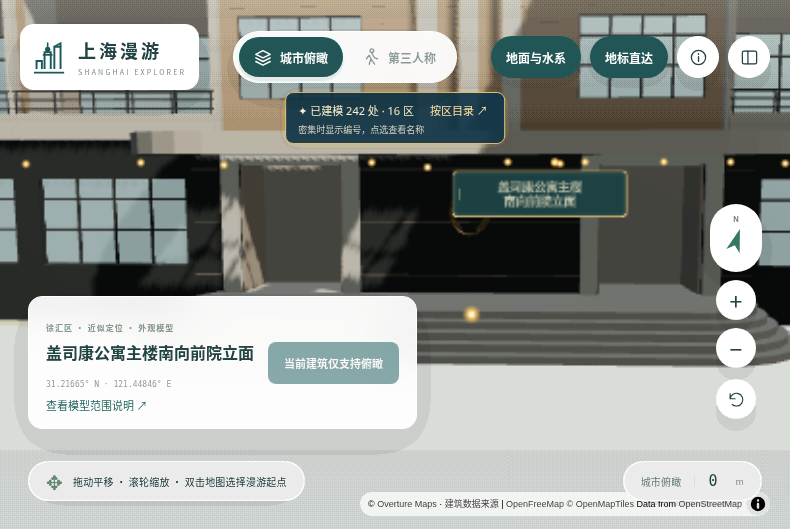 上海漫游
SHANGHAI EXPLORER
城市俯瞰
第三人称
地面与水系
地标直达
✦ 已建模 242 处 · 16 区 按区目录 ↗
密集时显示编号，点选查看名称
盖司康公寓主楼
南向前院立面
N
徐汇区 · 近似定位 · 外观模型
盖司康公寓主楼南向前院立面
当前建筑仅支持俯瞰
31.21665° N · 121.44846° E
查看模型范围说明 ↗
拖动平移 · 滚轮缩放 · 双击地图选择漫游起点
城市俯瞰 0 m
© Overture Maps · 建筑数据来源 | OpenFreeMap © OpenMapTiles Data from OpenStreetMap